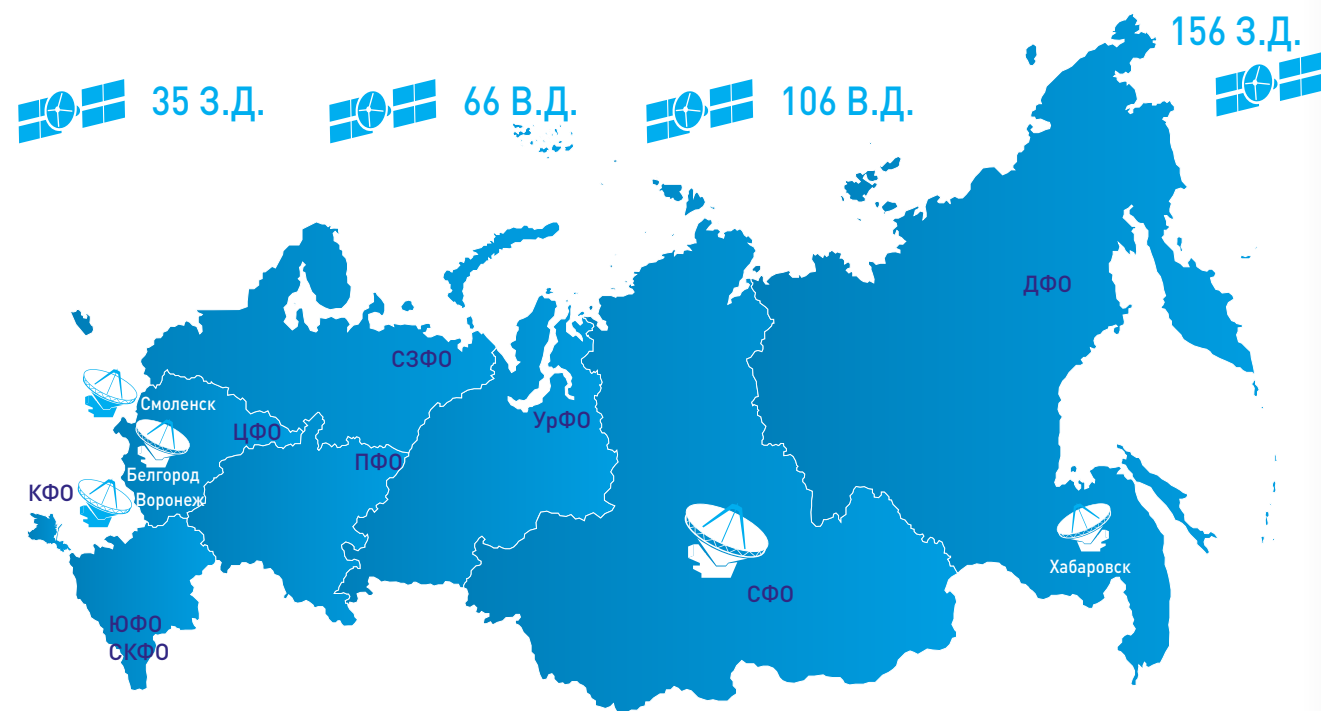 156 З.Д.
35 З.Д.
66 В.Д.
106 В.Д.
ДФО
СЗФО
Смоленск
УрФО
ЦФО
ПФО
Белгород
КФО
Воронеж
Хабаровск
СФО
ЮФО
СКФО